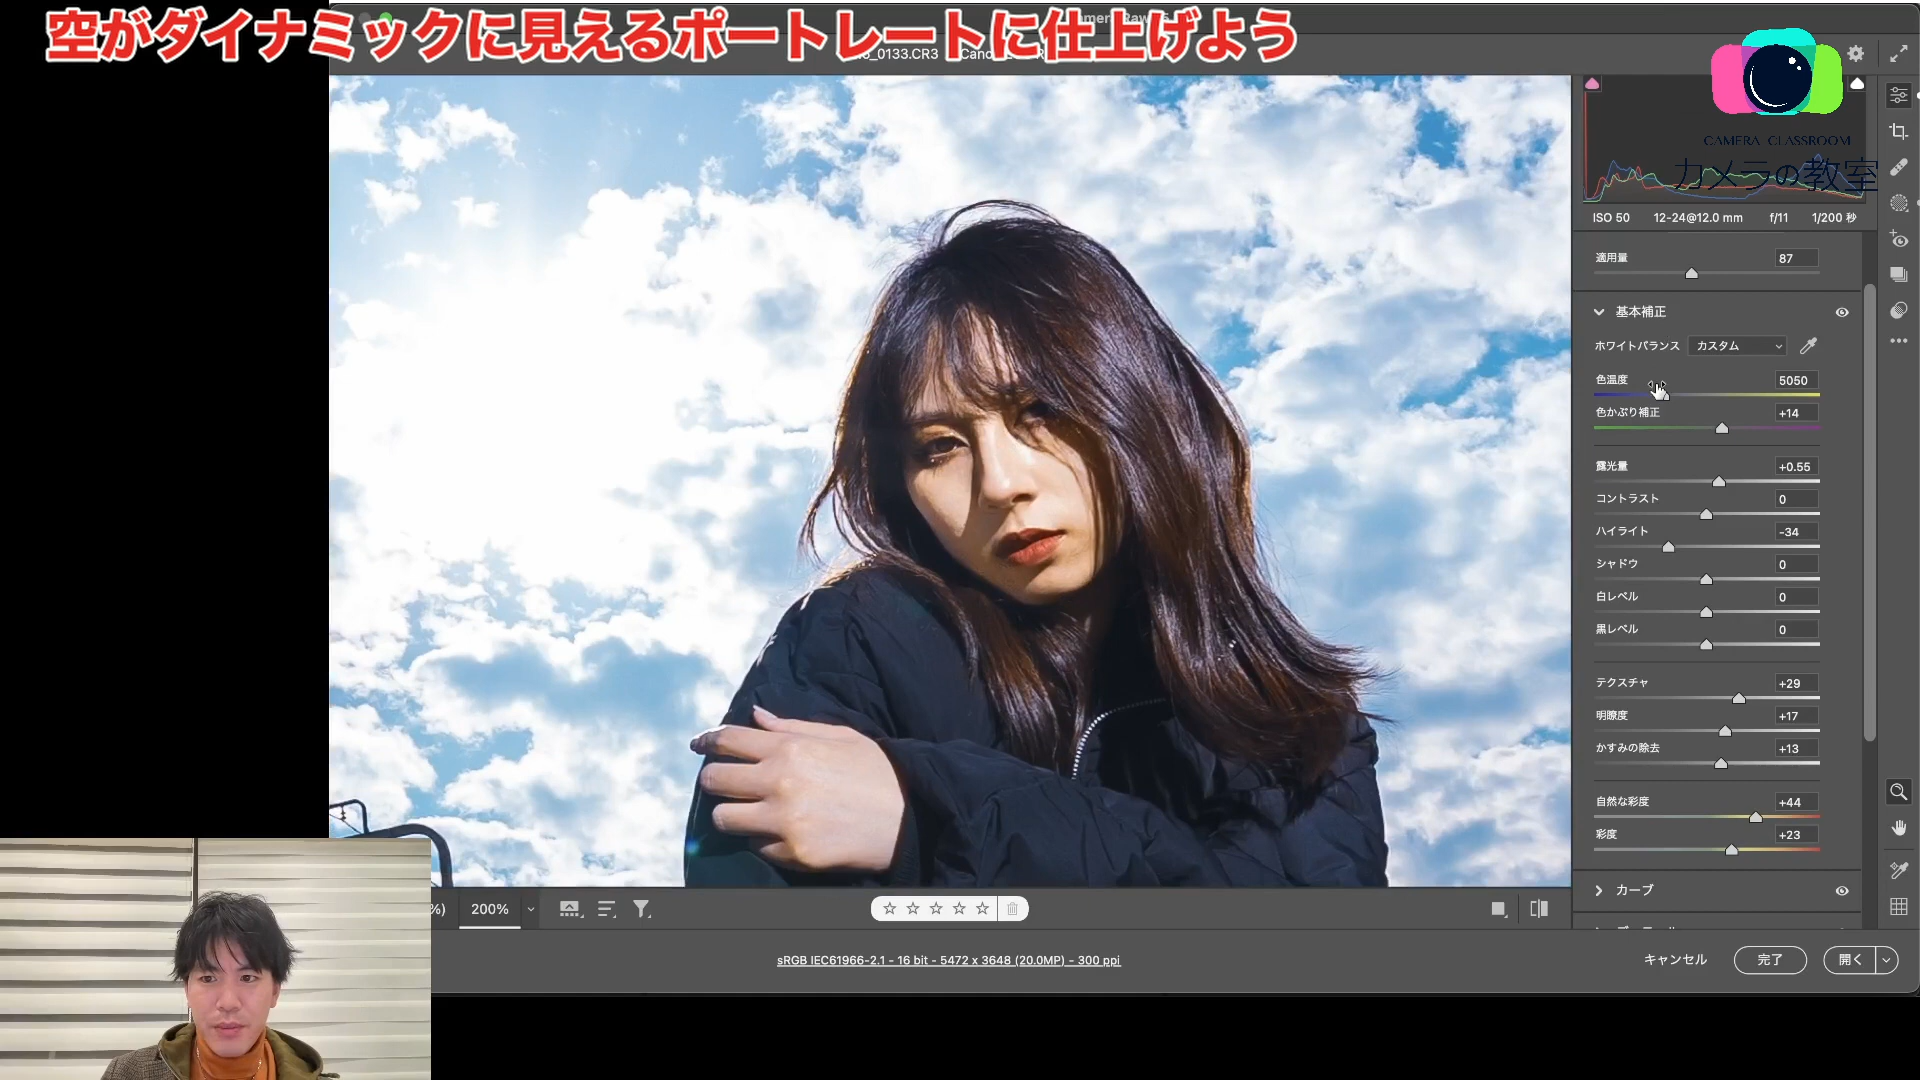 空がダイナミックに見えるポートレートに仕上げよう
_0133.CR3
CAMERA CLASSROOM
カメラの教室
ISO 50 12-24@12.0 mm f/11 1/200 秒
適用量 87
基本補正
ホワイトバランス カスタム
色温度 5050
色かぶり補正 +14
露光量 +0.55
コントラスト 0
ハイライト -34
シャドウ 0
白レベル 0
黒レベル 0
テクスチャ +29
明瞭度 +17
かすみの除去 +13
自然な彩度 +44
彩度 +23
カーブ
%) 200%
sRGB IEC61966-2.1 - 16 bit - 5472 x 3648 (20.0MP) - 300 ppi
キャンセル 完了 開く